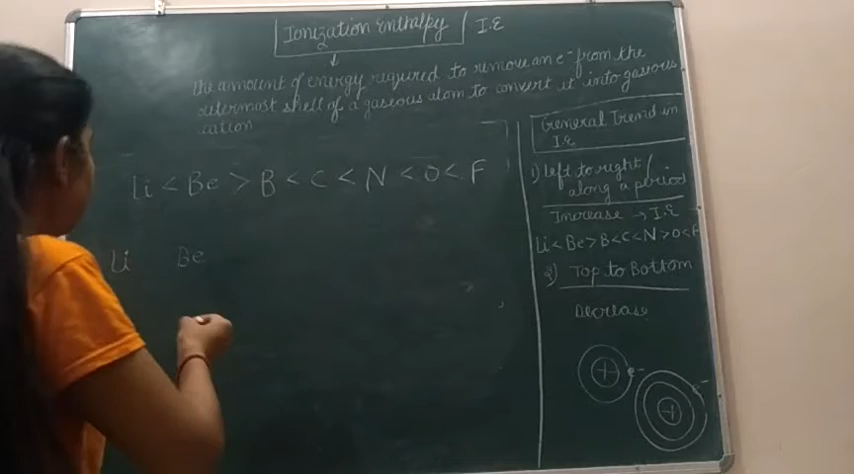 Ionization Enthalpy / I.E
the amount of energy required to remove an e⁻ from the
outermost shell of a gaseous atom to convert it into gaseous
cation
Li < Be > B < C < N < O < F
Li Be
General Trend in
I.E
1) left to right /
along a period
Increase → I.E
Li < Be > B < C < N > O < F
2) Top to Bottom
Decrease
+ e⁻
+ e⁻